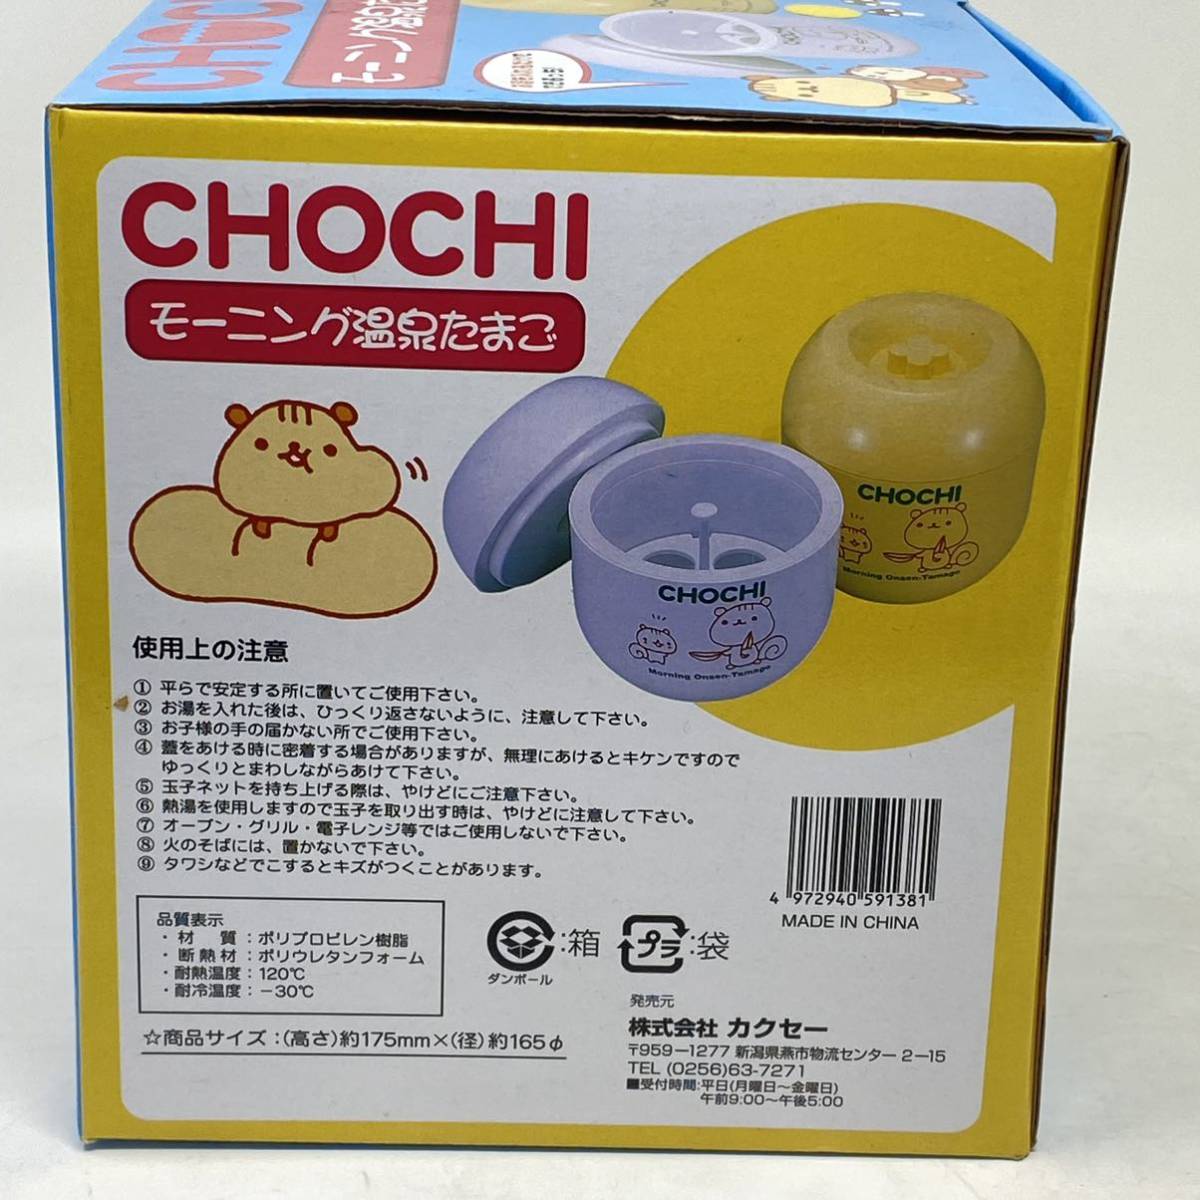 CHOCHI
モーニング温泉たまご
CHOCHI
モーニング温泉たまご
CHOCHI
Morning Onsen-Tamago
CHOCHI
Morning Onsen-Tamago
使用上の注意
① 平らで安定する所に置いてご使用下さい。
② お湯を入れた後は、ひっくり返さないように、注意して下さい。
③ お子様の手の届かない所でご使用下さい。
④ 蓋をあける時に密着する場合がありますが、無理にあけるとキケンですので
ゆっくりとまわしながらあけて下さい。
⑤ 玉子ネットを持ち上げる際は、やけどにご注意下さい。
⑥ 熱湯を使用しますので玉子を取り出す時は、やけどに注意して下さい。
⑦ オーブン・グリル・電子レンジ等ではご使用しないで下さい。
⑧ 火のそばには、置かないで下さい。
⑨ タワシなどでこするとキズがつくことがあります。
4 972940 591381
MADE IN CHINA
品質表示
・材　質：ポリプロピレン樹脂
・断熱材：ポリウレタンフォーム
・耐熱温度：120℃
・耐冷温度：−30℃
ダンボール
:箱
プラ
:袋
☆商品サイズ：(高さ)約175mm×(径)約165φ
発売元
株式会社 カクセー
〒959−1277 新潟県燕市物流センター 2−15
TEL (0256)63-7271
■受付時間:平日(月曜日〜金曜日)
午前9:00〜午後5:00